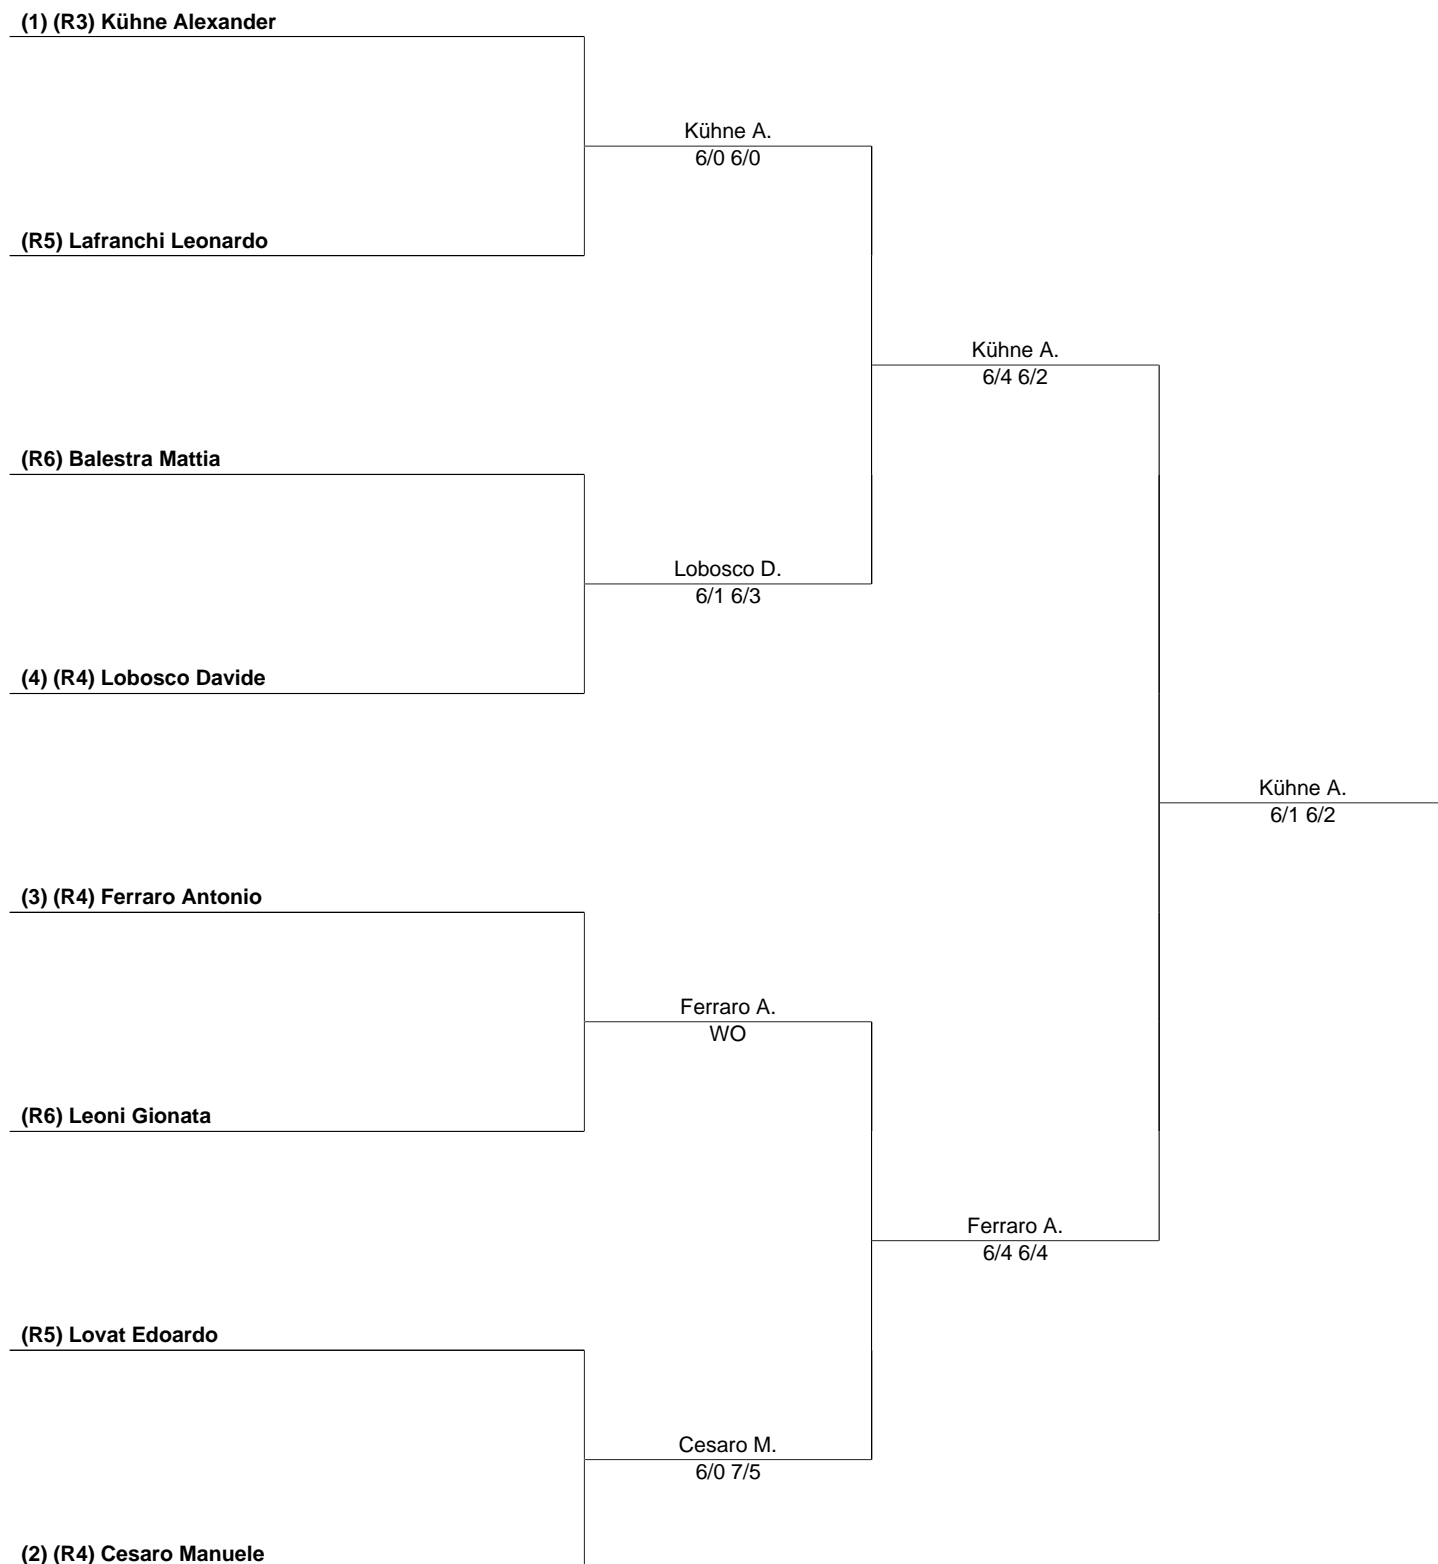 (1) (R3) Kühne Alexander
Kühne A.
6/0 6/0
(R5) Lafranchi Leonardo
Kühne A.
6/4 6/2
(R6) Balestra Mattia
Lobosco D.
6/1 6/3
(4) (R4) Lobosco Davide
Kühne A.
6/1 6/2
(3) (R4) Ferraro Antonio
Ferraro A.
WO
(R6) Leoni Gionata
Ferraro A.
6/4 6/4
(R5) Lovat Edoardo
Cesaro M.
6/0 7/5
(2) (R4) Cesaro Manuele